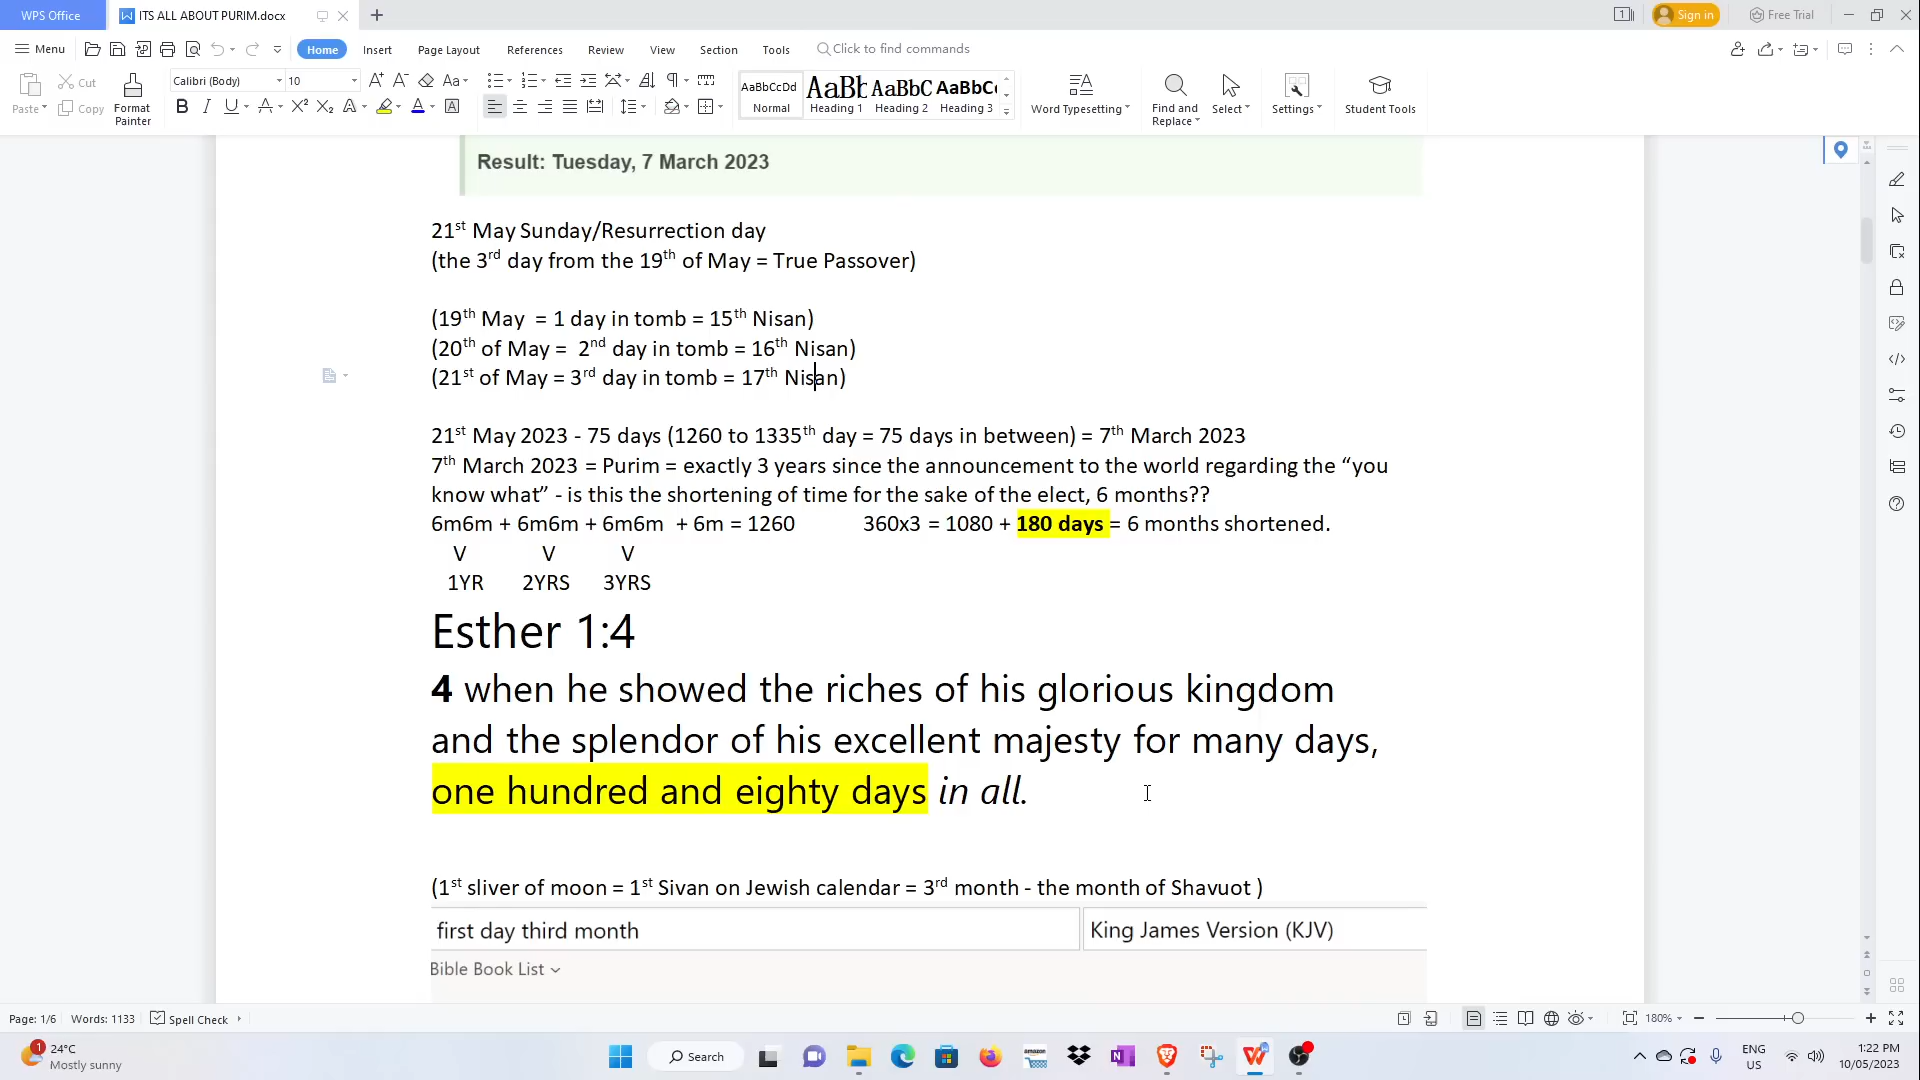 WPS Office
ITS ALL ABOUT PURIM.docx
1
Sign in
Free Trial
Menu
Home
Insert
Page Layout
References
Review
View
Section
Tools
Click to find commands
Paste
Cut
Copy
Format Painter
Calibri (Body)
10
AaBbCcDd
Normal
AaBb
Heading 1
AaBbC
Heading 2
AaBbC
Heading 3
Word Typesetting
Find and Replace
Select
Settings
Student Tools
Result: Tuesday, 7 March 2023
21st May Sunday/Resurrection day
(the 3rd day from the 19th of May = True Passover)
(19th May = 1 day in tomb = 15th Nisan)
(20th of May = 2nd day in tomb = 16th Nisan)
(21st of May = 3rd day in tomb = 17th Nisan)
21st May 2023 - 75 days (1260 to 1335th day = 75 days in between) = 7th March 2023
7th March 2023 = Purim = exactly 3 years since the announcement to the world regarding the “you
know what” - is this the shortening of time for the sake of the elect, 6 months??
6m6m + 6m6m + 6m6m + 6m = 1260 360x3 = 1080 + 180 days = 6 months shortened.
V V V
1YR 2YRS 3YRS
Esther 1:4
4 when he showed the riches of his glorious kingdom
and the splendor of his excellent majesty for many days,
one hundred and eighty days in all.
(1st sliver of moon = 1st Sivan on Jewish calendar = 3rd month - the month of Shavuot )
first day third month
King James Version (KJV)
Bible Book List
Page: 1/6 Words: 1133 Spell Check
180%
1
24°C
Mostly sunny
Search
amazon
ENG
US
1:22 PM
10/05/2023